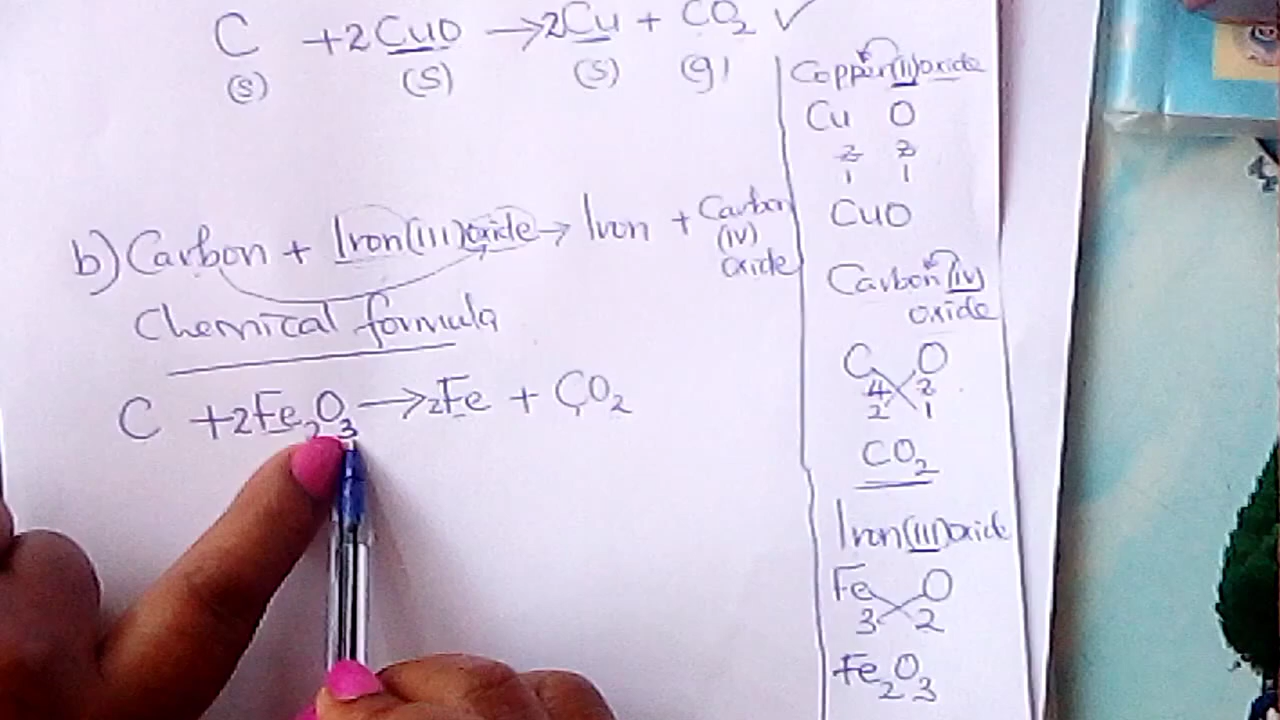 C + 2 CuO → 2Cu + CO2 ✓
(s) (s) (s) (g)
b) Carbon + Iron(III)oxide → Iron + Carbon
(IV)
oxide
Chemical formula
C + 2Fe2O3 → 2Fe + CO2
Copper(II)oxide
Cu O
2 2
1 1
CuO
Carbon(IV)
oxide
C O
4 2
2 1
CO2
Iron(III)oxide
Fe O
3 2
Fe2O3